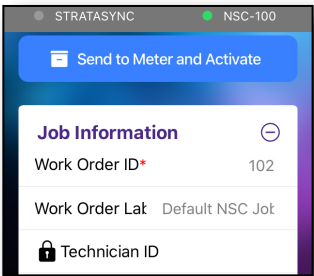 STRATASYNC NSC-100
Send to Meter and Activate
Job Information
Work Order ID* 102
Work Order Lab Default NSC Job
Technician ID